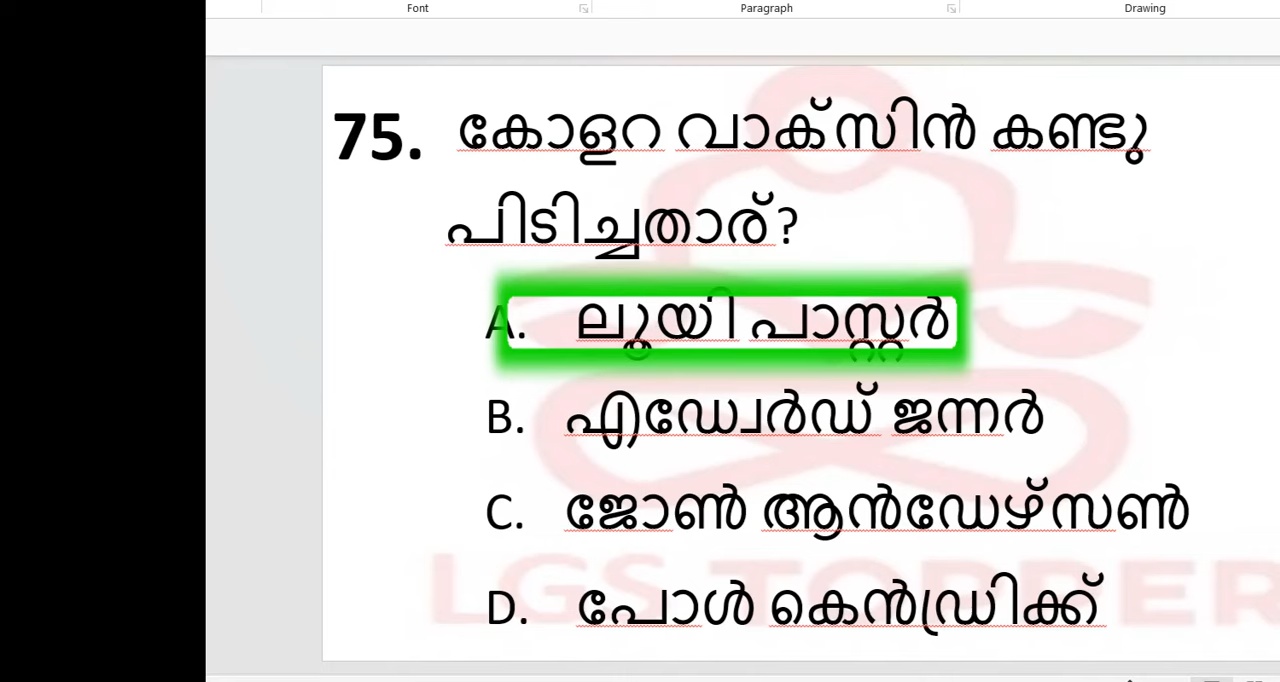 Font Paragraph Drawing
75. കോളറ വാക്സിൻ കണ്ടു
പിടിച്ചതാര്?
A. ലൂയി പാസ്റ്റർ
B. എഡ്വേർഡ് ജന്നർ
C. ജോൺ ആൻഡേഴ്സൺ
D. പോൾ കെൻഡ്രിക്ക്
LGS TOPPER